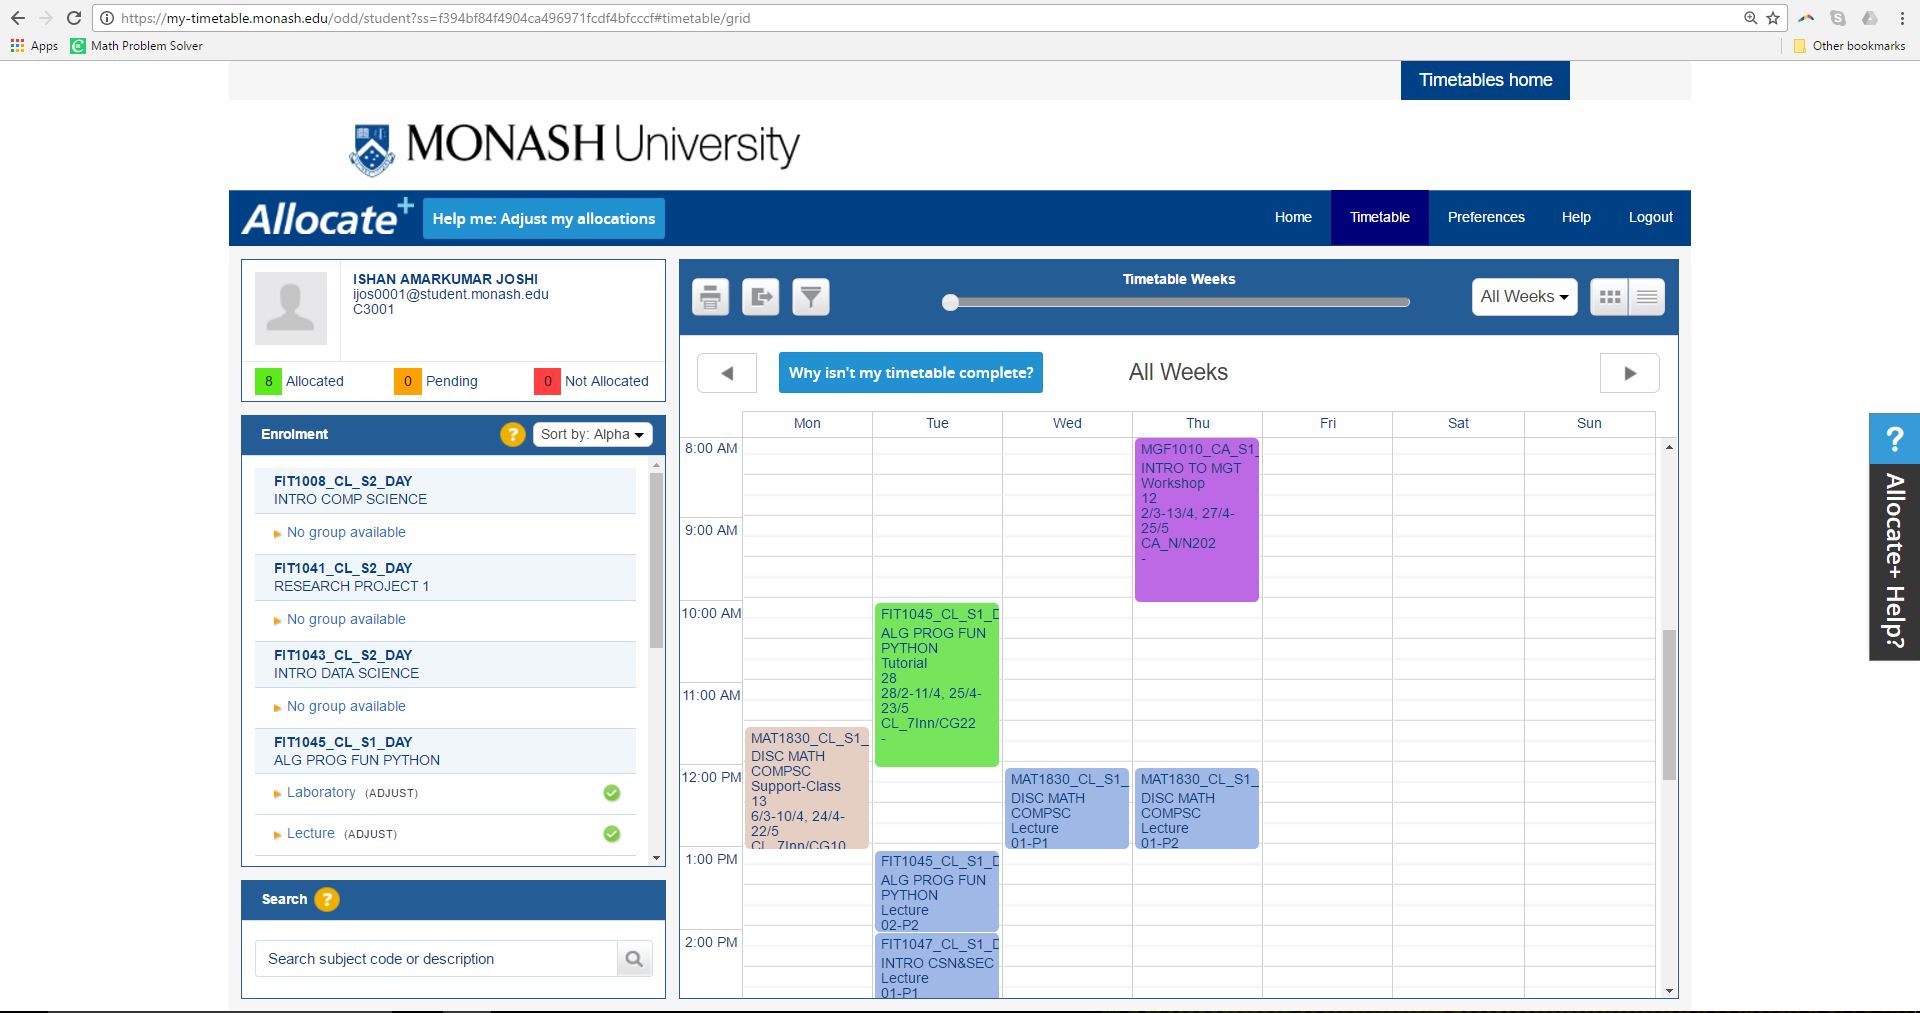 https://my-timetable.monash.edu/odd/student?ss=f394bf84f4904ca496971fcdf4bfcccf#timetable/grid
Apps
Math Problem Solver
Other bookmarks
Timetables home
MONASH University
Allocate+
Help me: Adjust my allocations
Home
Timetable
Preferences
Help
Logout
ISHAN AMARKUMAR JOSHI
ijos0001@student.monash.edu
C3001
8 Allocated
0 Pending
0 Not Allocated
Enrolment
?
Sort by: Alpha
FIT1008_CL_S2_DAY
INTRO COMP SCIENCE
No group available
FIT1041_CL_S2_DAY
RESEARCH PROJECT 1
No group available
FIT1043_CL_S2_DAY
INTRO DATA SCIENCE
No group available
FIT1045_CL_S1_DAY
ALG PROG FUN PYTHON
Laboratory (ADJUST)
Lecture (ADJUST)
Search ?
Search subject code or description
Timetable Weeks
All Weeks
Why isn't my timetable complete?
All Weeks
Mon
Tue
Wed
Thu
Fri
Sat
Sun
8:00 AM
9:00 AM
10:00 AM
11:00 AM
12:00 PM
1:00 PM
2:00 PM
MAT1830_CL_S1_
DISC MATH
COMPSC
Support-Class
13
6/3-10/4, 24/4-
22/5
CL_7Inn/CG10
FIT1045_CL_S1_D
ALG PROG FUN
PYTHON
Tutorial
28
28/2-11/4, 25/4-
23/5
CL_7Inn/CG22
-
FIT1045_CL_S1_D
ALG PROG FUN
PYTHON
Lecture
02-P2
FIT1047_CL_S1_D
INTRO CSN&SEC
Lecture
01-P1
MAT1830_CL_S1_
DISC MATH
COMPSC
Lecture
01-P1
MGF1010_CA_S1_
INTRO TO MGT
Workshop
12
2/3-13/4, 27/4-
25/5
CA_N/N202
-
MAT1830_CL_S1_
DISC MATH
COMPSC
Lecture
01-P2
?
Allocate+ Help?